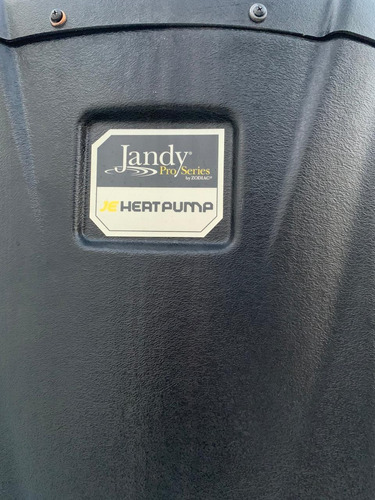 Jandy®
Pro Series
by ZODIAC®
JE HEATPUMP